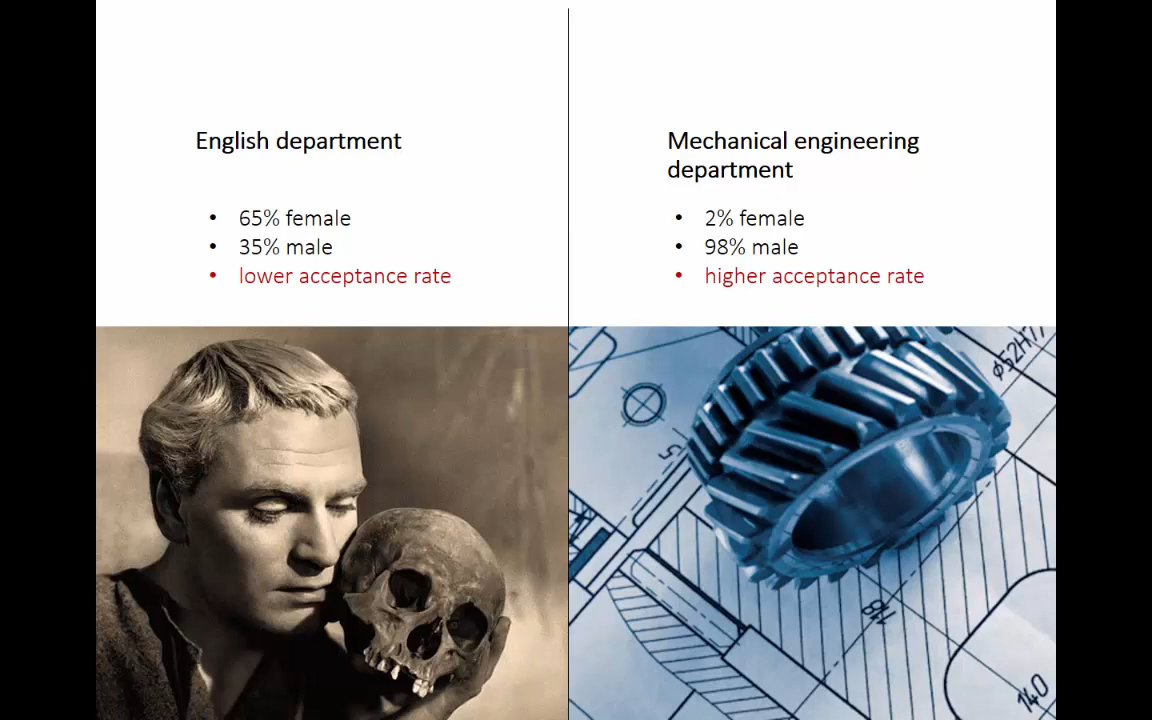 English department
• 65% female
• 35% male
• lower acceptance rate
Mechanical engineering
department
• 2% female
• 98% male
• higher acceptance rate
140